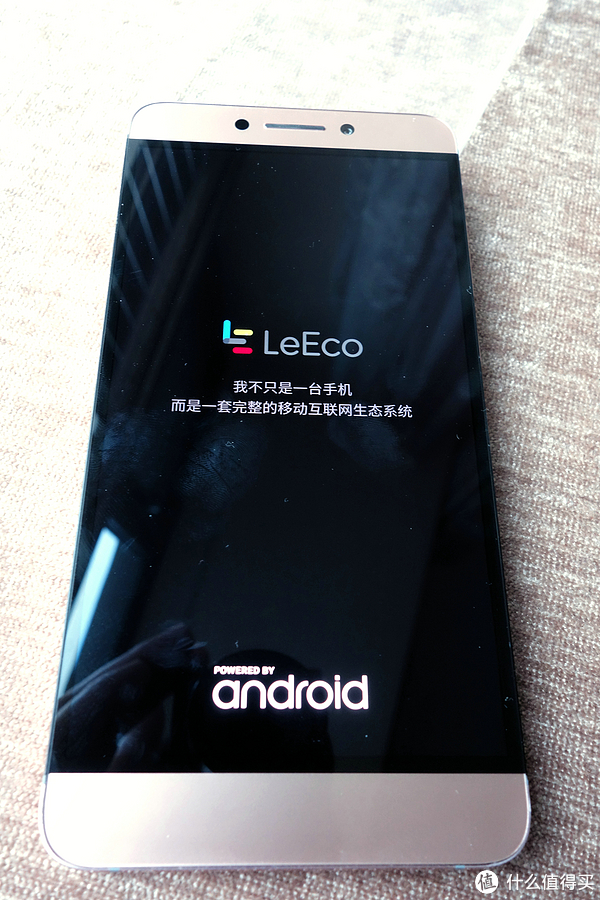 LeEco
我不只是一台手机
而是一套完整的移动互联网生态系统
POWERED BY
android
值 什么值得买